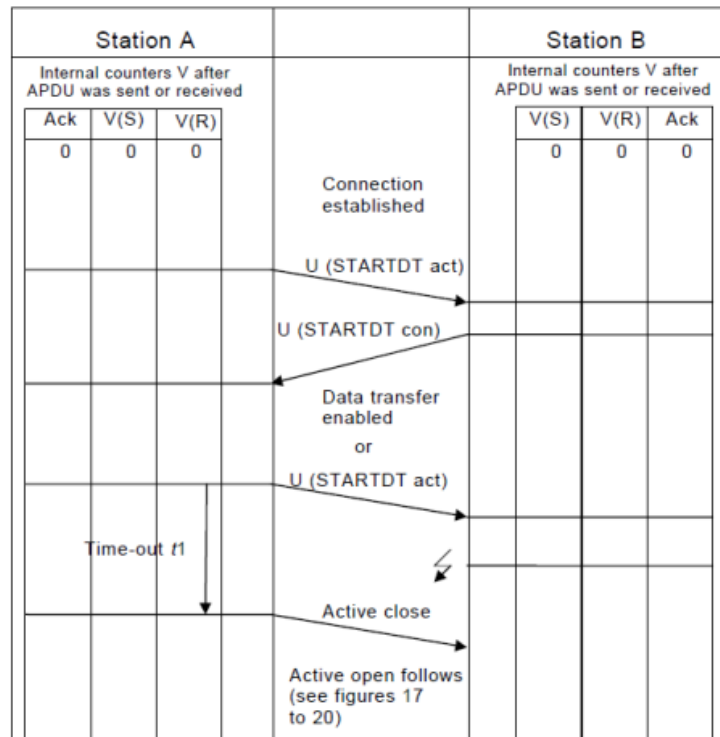 Station A
Station B
Internal counters V after
APDU was sent or received
Internal counters V after
APDU was sent or received
Ack V(S) V(R)
V(S) V(R) Ack
0 0 0
0 0 0
Connection
established
U (STARTDT act)
U (STARTDT con)
Data transfer
enabled
or
U (STARTDT act)
Time-out t1
Active close
Active open follows
(see figures 17
to 20)